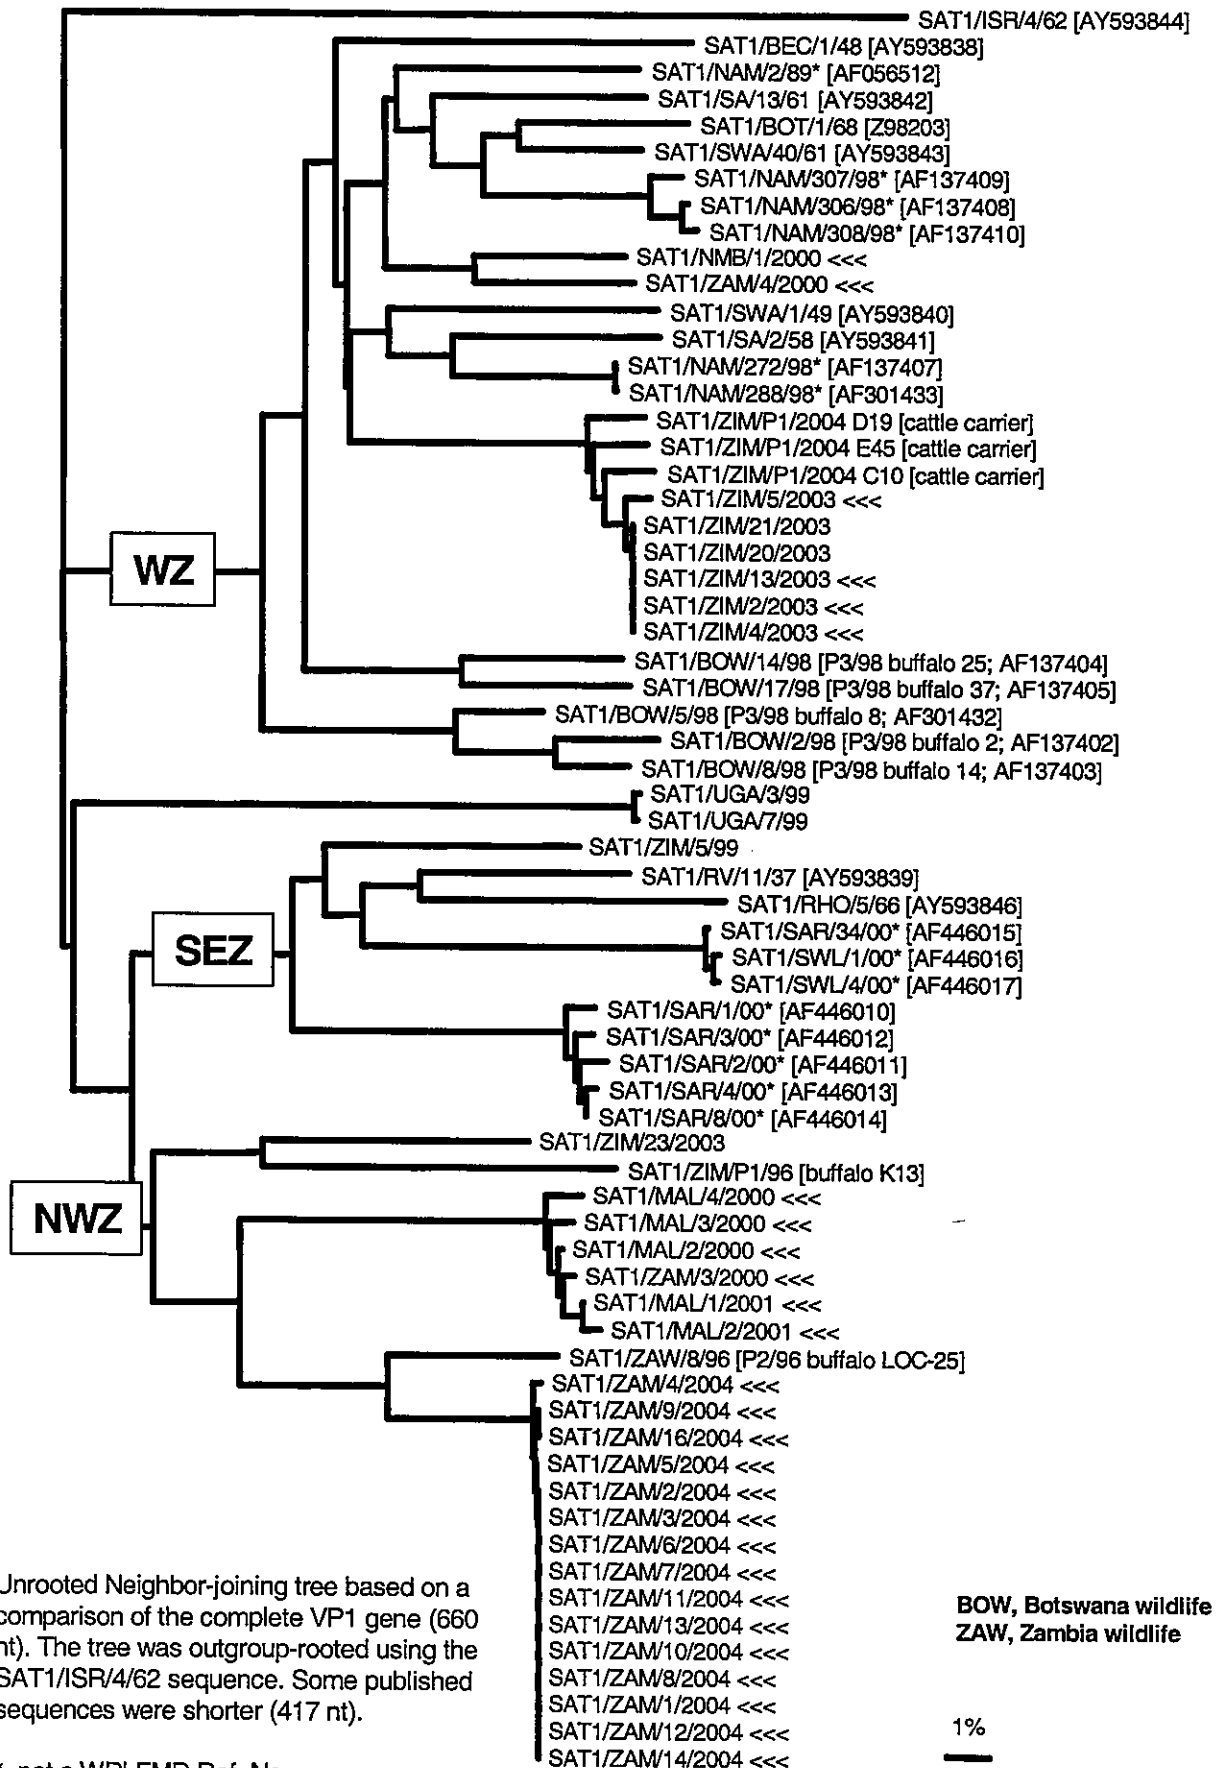 SAT1/ISR/4/62 [AY593844]
SAT1/BEC/1/48 [AY593838]
SAT1/NAM/2/89* [AF056512]
SAT1/SA/13/61 [AY593842]
SAT1/BOT/1/68 [Z98203]
SAT1/SWA/40/61 [AY593843]
SAT1/NAM/307/98* [AF137409]
SAT1/NAM/306/98* [AF137408]
SAT1/NAM/308/98* [AF137410]
SAT1/NMB/1/2000 <<<
SAT1/ZAM/4/2000 <<<
SAT1/SWA/1/49 [AY593840]
SAT1/SA/2/58 [AY593841]
SAT1/NAM/272/98* [AF137407]
SAT1/NAM/288/98* [AF301433]
SAT1/ZIM/P1/2004 D19 [cattle carrier]
SAT1/ZIM/P1/2004 E45 [cattle carrier]
SAT1/ZIM/P1/2004 C10 [cattle carrier]
SAT1/ZIM/5/2003 <<<
SAT1/ZIM/21/2003
SAT1/ZIM/20/2003
WZ
SAT1/ZIM/13/2003 <<<
SAT1/ZIM/2/2003 <<<
SAT1/ZIM/4/2003 <<<
SAT1/BOW/14/98 [P3/98 buffalo 25; AF137404]
SAT1/BOW/17/98 [P3/98 buffalo 37; AF137405]
SAT1/BOW/5/98 [P3/98 buffalo 8; AF301432]
SAT1/BOW/2/98 [P3/98 buffalo 2; AF137402]
SAT1/BOW/8/98 [P3/98 buffalo 14; AF137403]
SAT1/UGA/3/99
SAT1/UGA/7/99
SAT1/ZIM/5/99
SAT1/RV/11/37 [AY593839]
SAT1/RHO/5/66 [AY593846]
SAT1/SAR/34/00* [AF446015]
SEZ
SAT1/SWL/1/00* [AF446016]
SAT1/SWL/4/00* [AF446017]
SAT1/SAR/1/00* [AF446010]
SAT1/SAR/3/00* [AF446012]
SAT1/SAR/2/00* [AF446011]
SAT1/SAR/4/00* [AF446013]
SAT1/SAR/8/00* [AF446014]
SAT1/ZIM/23/2003
SAT1/ZIM/P1/96 [buffalo K13]
SAT1/MAL/4/2000 <<<
NWZ
SAT1/MAL/3/2000 <<<
SAT1/MAL/2/2000 <<<
SAT1/ZAM/3/2000 <<<
SAT1/MAL/1/2001 <<<
SAT1/MAL/2/2001 <<<
SAT1/ZAW/8/96 [P2/96 buffalo LOC-25]
SAT1/ZAM/4/2004 <<<
SAT1/ZAM/9/2004 <<<
SAT1/ZAM/16/2004 <<<
SAT1/ZAM/5/2004 <<<
SAT1/ZAM/2/2004 <<<
SAT1/ZAM/3/2004 <<<
SAT1/ZAM/6/2004 <<<
SAT1/ZAM/7/2004 <<<
SAT1/ZAM/11/2004 <<<
SAT1/ZAM/13/2004 <<<
SAT1/ZAM/10/2004 <<<
SAT1/ZAM/8/2004 <<<
SAT1/ZAM/1/2004 <<<
SAT1/ZAM/12/2004 <<<
SAT1/ZAM/14/2004 <<<
Unrooted Neighbor-joining tree based on a
comparison of the complete VP1 gene (660
nt). The tree was outgroup-rooted using the
SAT1/ISR/4/62 sequence. Some published
sequences were shorter (417 nt).
BOW, Botswana wildlife
ZAW, Zambia wildlife
1%